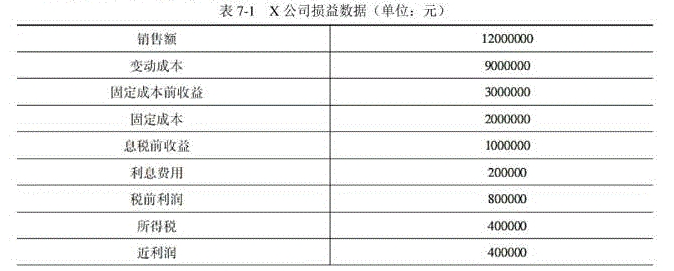 表 7-1 X 公司损益数据（单位：元）
销售额 12000000
变动成本 9000000
固定成本前收益 3000000
固定成本 2000000
息税前收益 1000000
利息费用 200000
税前利润 800000
所得税 400000
近利润 400000